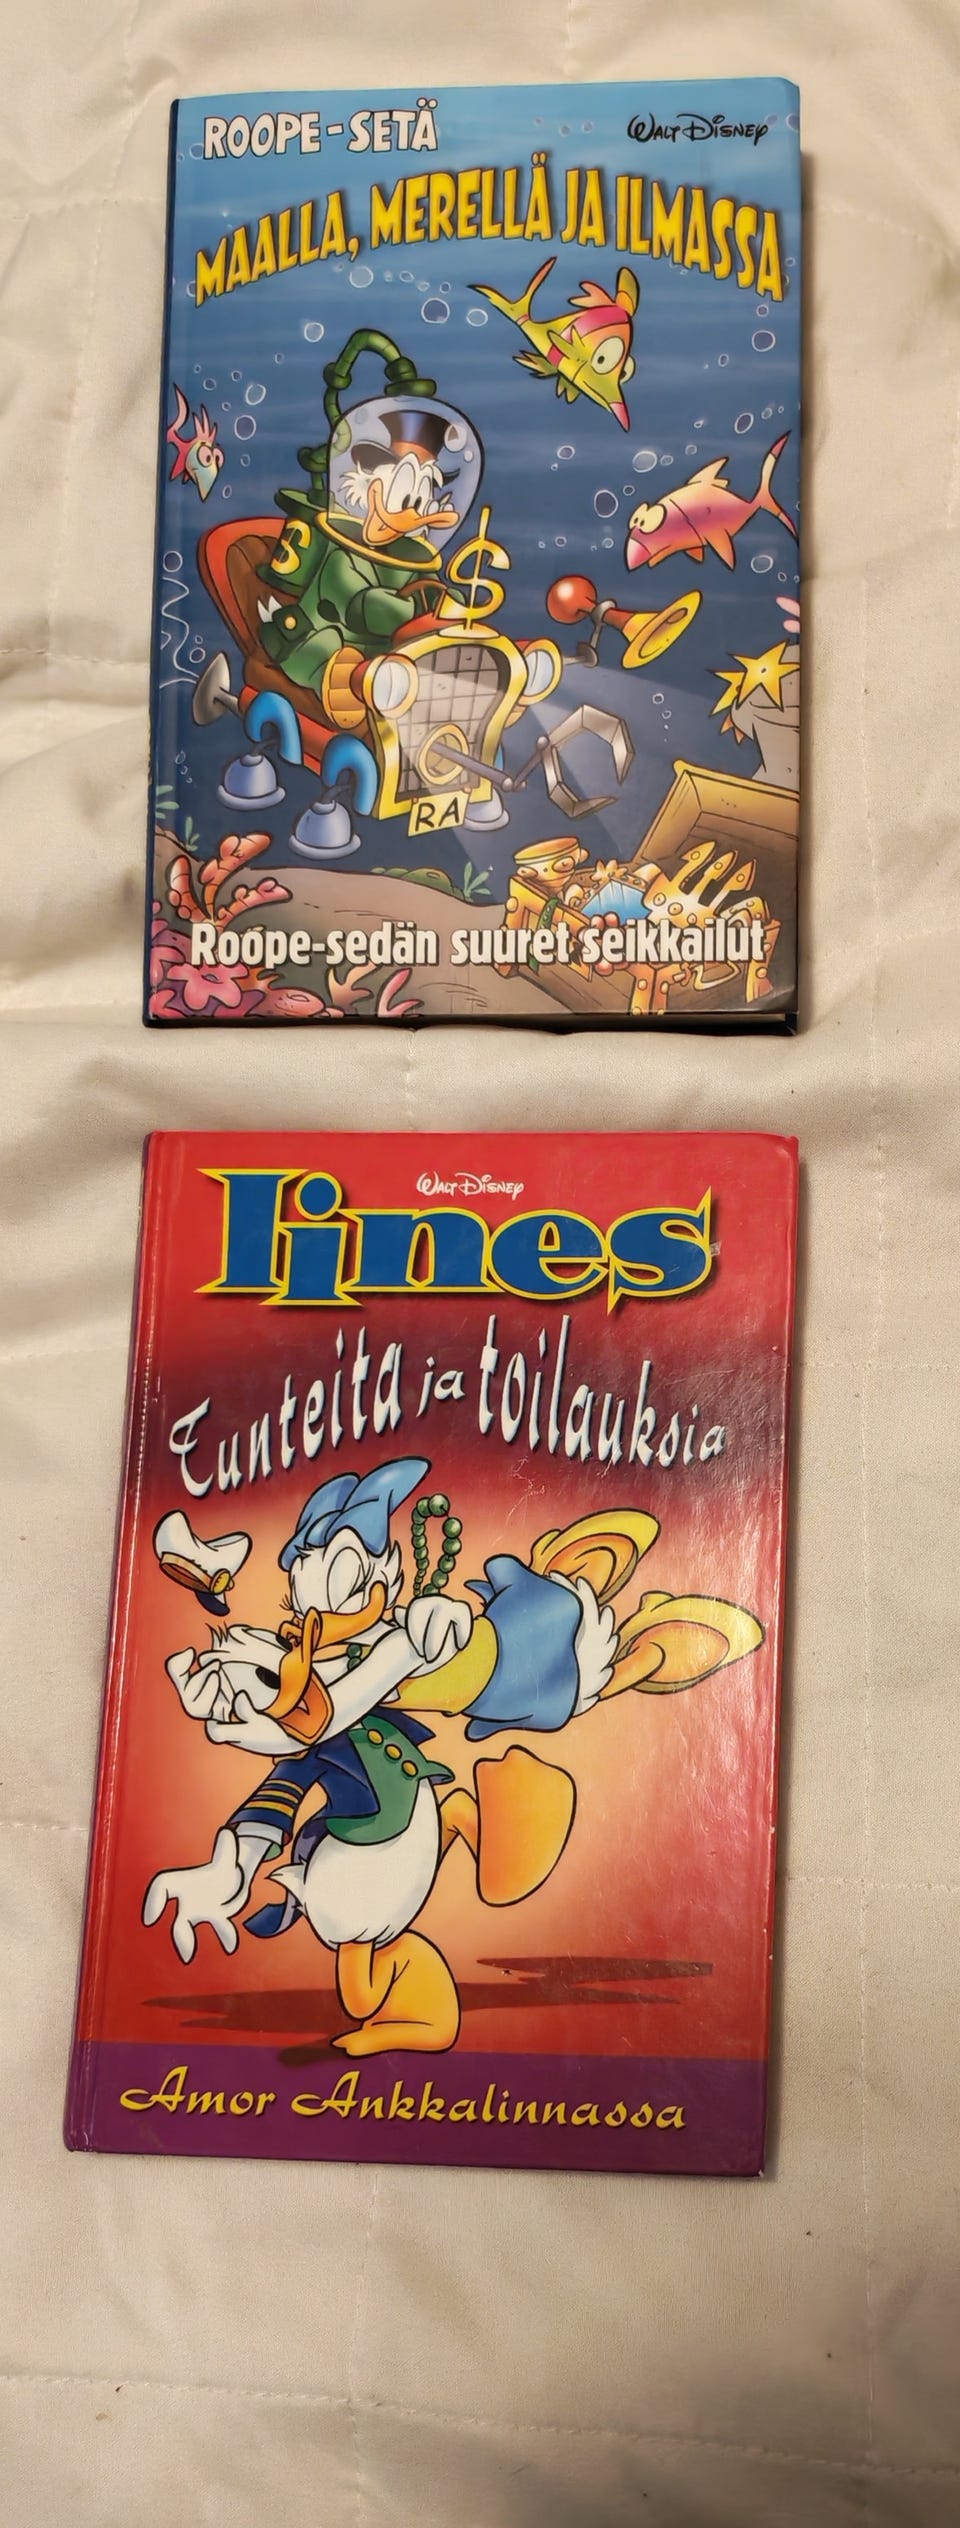 ROOPE-SETÄ
WALT DISNEY
MAALLA, MERELLÄ JA ILMASSA
$
$
RA
Roope-sedän suuret seikkailut
WALT DISNEY
Iines
Tunteita ja toilauksia
Amor Ankkalinnassa